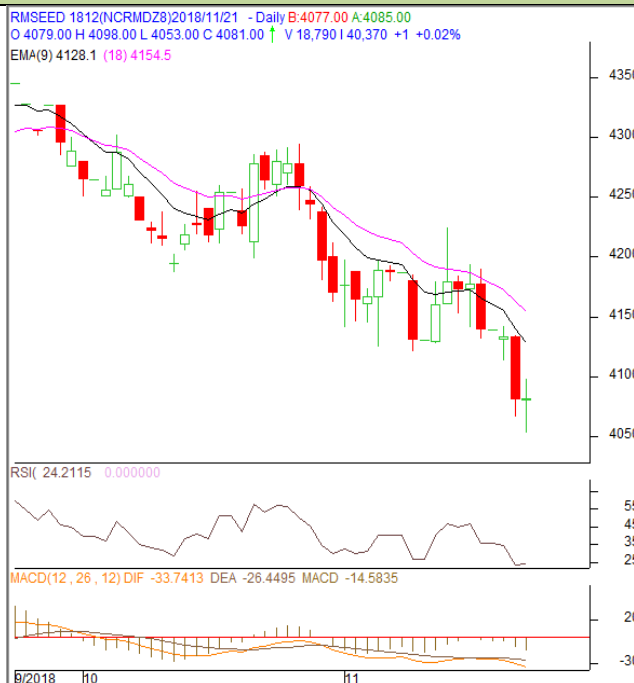 RMSEED 1812(NCRMDZ8)2018/11/21 - Daily B:4077.00 A:4085.00
O 4079.00 H 4098.00 L 4053.00 C 4081.00 ↑ V 18,790 I 40,370 +1 +0.02%
EMA(9) 4128.1 (18) 4154.5
4350
4300
4250
4200
4150
4100
4050
RSI( 24.2115 0.000000
55
45
35
25
MACD(12 , 26 , 12) DIF -33.7413 DEA -26.4495 MACD -14.5835
20
-30
9/2018 10 11